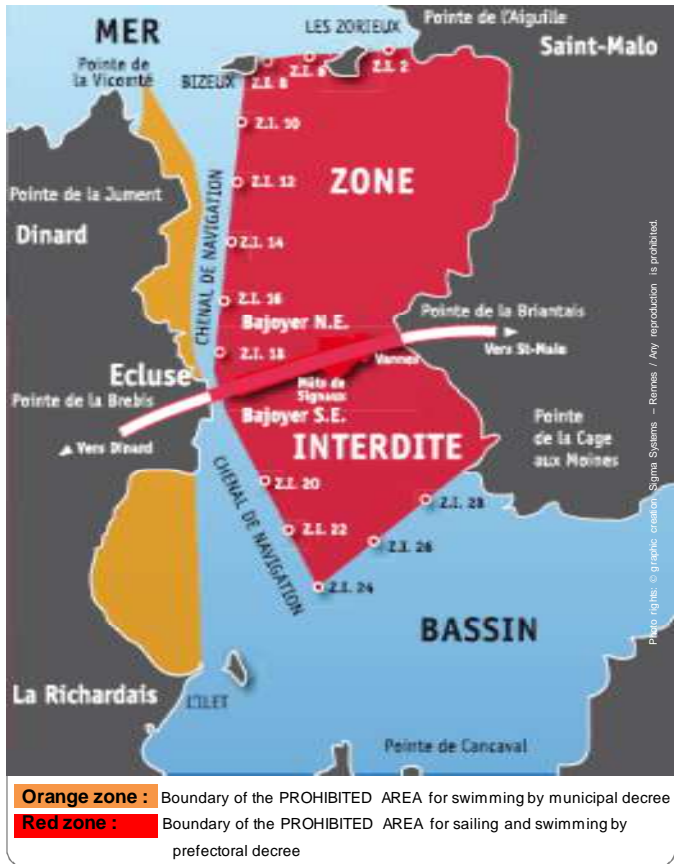 MER
LES ZORIEUX
Pointe de l'Aiguille
Saint-Malo
Pointe de
la Vicomté
BIZEUX
Z.I. 8
Z.I. 6
Z.I. 2
Z.I. 10
Z.I. 12
ZONE
Pointe de la Jument
Dinard
CHENAL DE NAVIGATION
Z.I. 14
Z.I. 16
Bajoyer N.E.
Pointe de la Briantais
Z.I. 18
Vannes
Vers St-Malo
Ecluse
Mâts de
Signaux
Pointe de la Brebis
Bajoyer S.E.
Vers Dinard
INTERDITE
Pointe
de la Cage
aux Moines
CHENAL DE NAVIGATION
Z.I. 20
Z.I. 28
Z.I. 22
Z.I. 26
Z.I. 24
BASSIN
La Richardais
L'ILET
Pointe de Cancaval
Photo rights: © graphic creation Sigma Systems – Rennes / Any reproduction is prohibited.
Orange zone : Boundary of the PROHIBITED AREA for swimming by municipal decree
Red zone : Boundary of the PROHIBITED AREA for sailing and swimming by
prefectoral decree